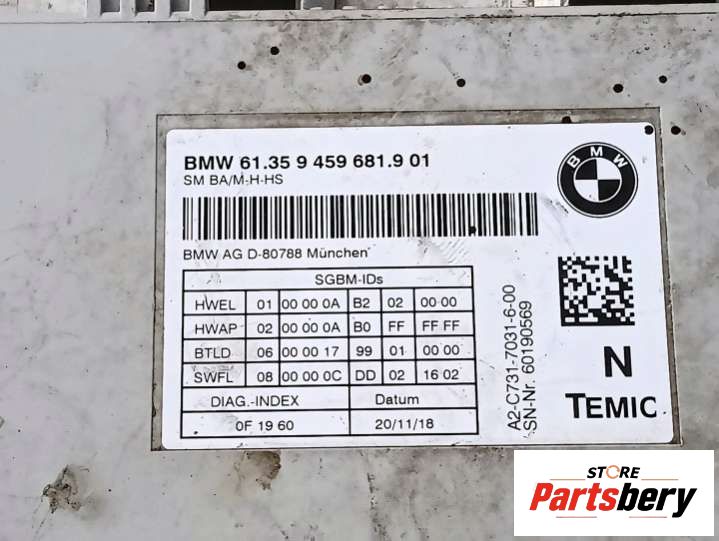 BMW 61.35 9 459 681.9 01
SM BA/M-H-HS
BMW
BMW AG D-80788 München
SGBM-IDs
HWEL 01 00 00 0A B2 02 00 00
HWAP 02 00 00 0A B0 FF FF FF
BTLD 06 00 00 17 99 01 00 00
SWFL 08 00 00 0C DD 02 16 02
DIAG.-INDEX Datum
0F 19 60 20/11/18
A2-C731-7031-6-00
SN-Nr. 60190569
N
TEMIC
STORE
Partsbery